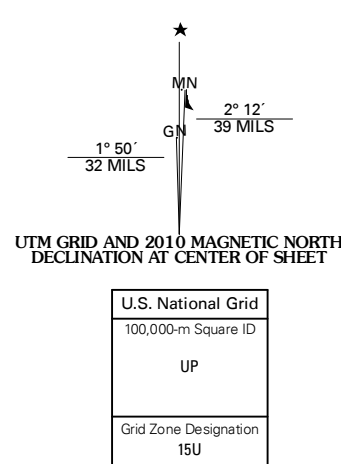 ★
MN
GN
2° 12´
39 MILS
1° 50´
32 MILS
UTM GRID AND 2010 MAGNETIC NORTH
DECLINATION AT CENTER OF SHEET
U.S. National Grid
100,000-m Square ID
UP
Grid Zone Designation
15U